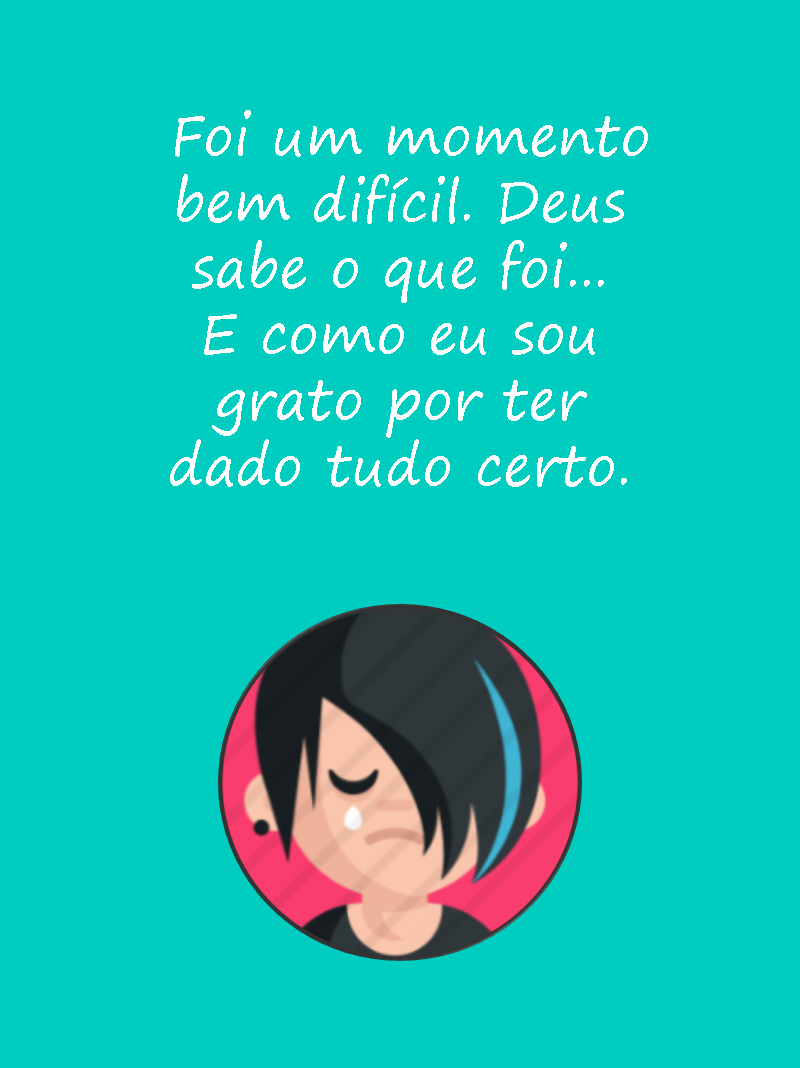 Foi um momento
bem difícil. Deus
sabe o que foi...
E como eu sou
grato por ter
dado tudo certo.